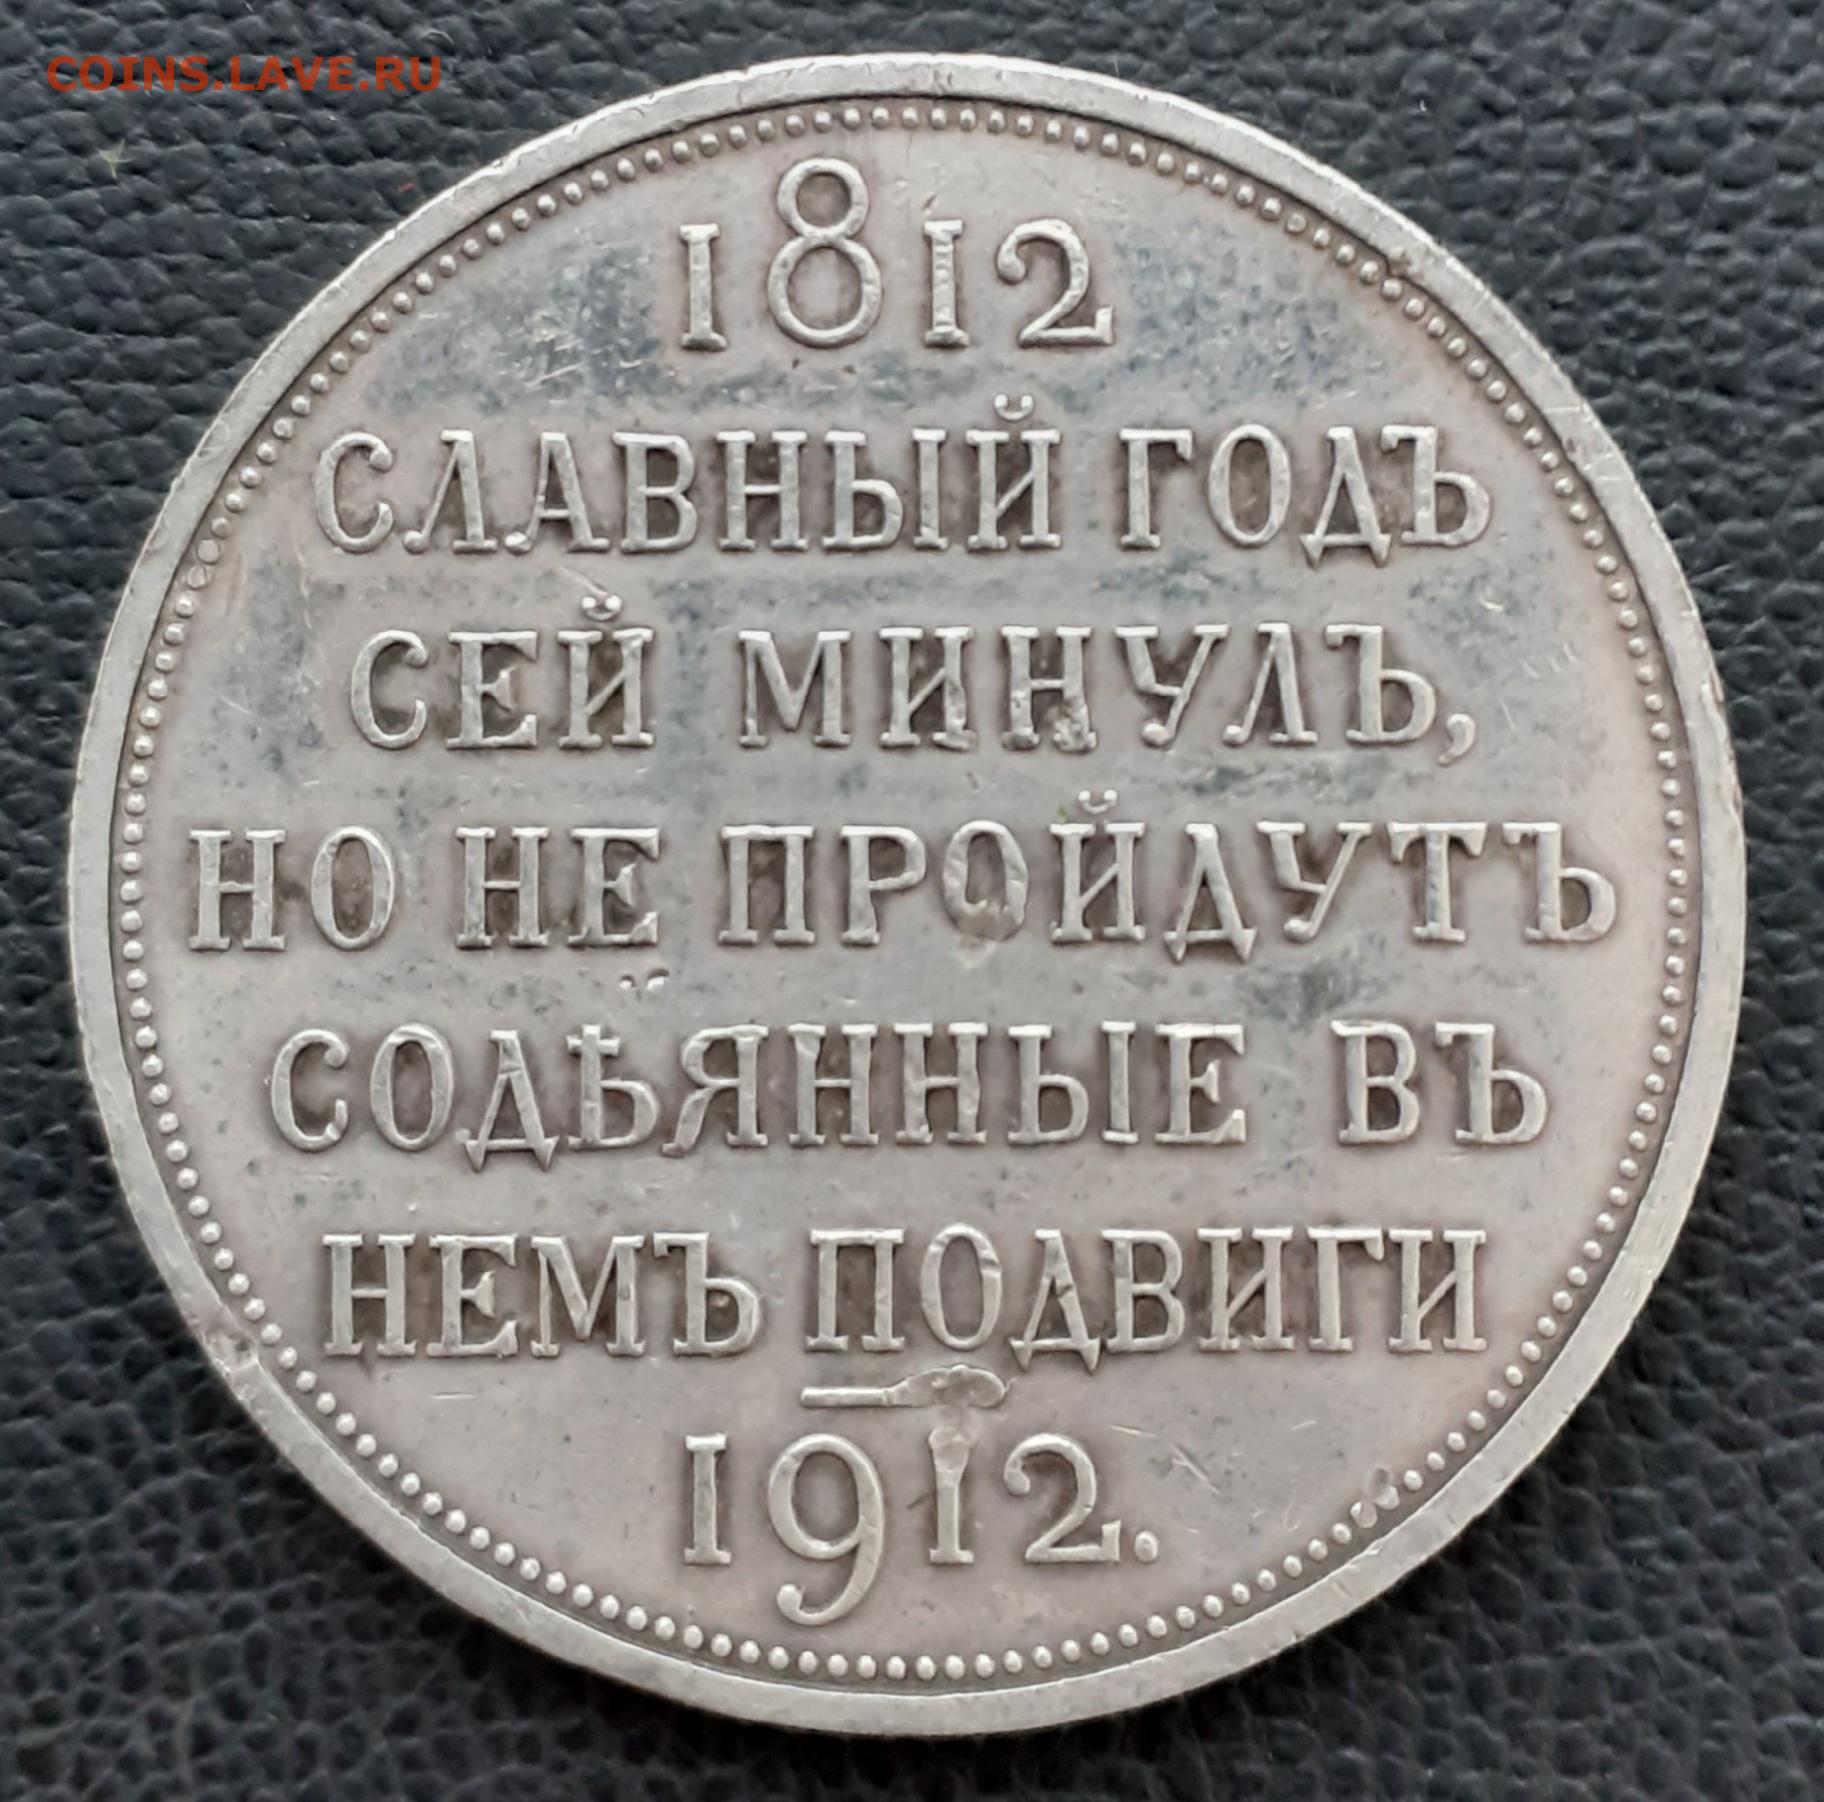 COINS.LAVE.RU
1812
СЛАВНЫЙ ГОДЪ
СЕЙ МИНУЛЪ,
НО НЕ ПРОЙДУТЪ
СОДѢЯННЫЕ ВЪ
НЕМЪ ПОДВИГИ
1912.